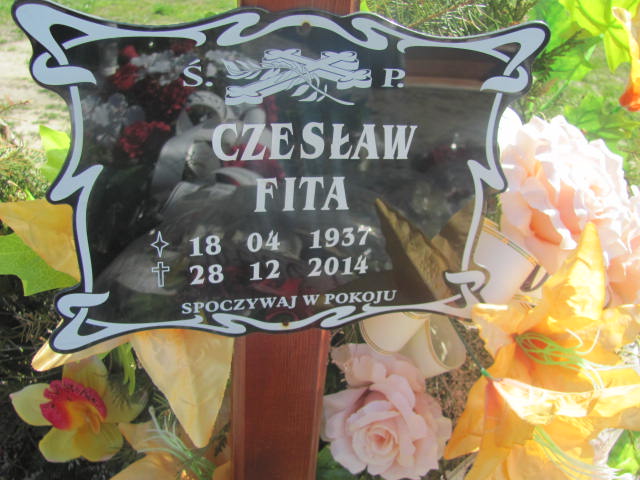 Ś. P.
CZESŁAW
FITA
18 04 1937
28 12 2014
SPOCZYWAJ W POKOJU